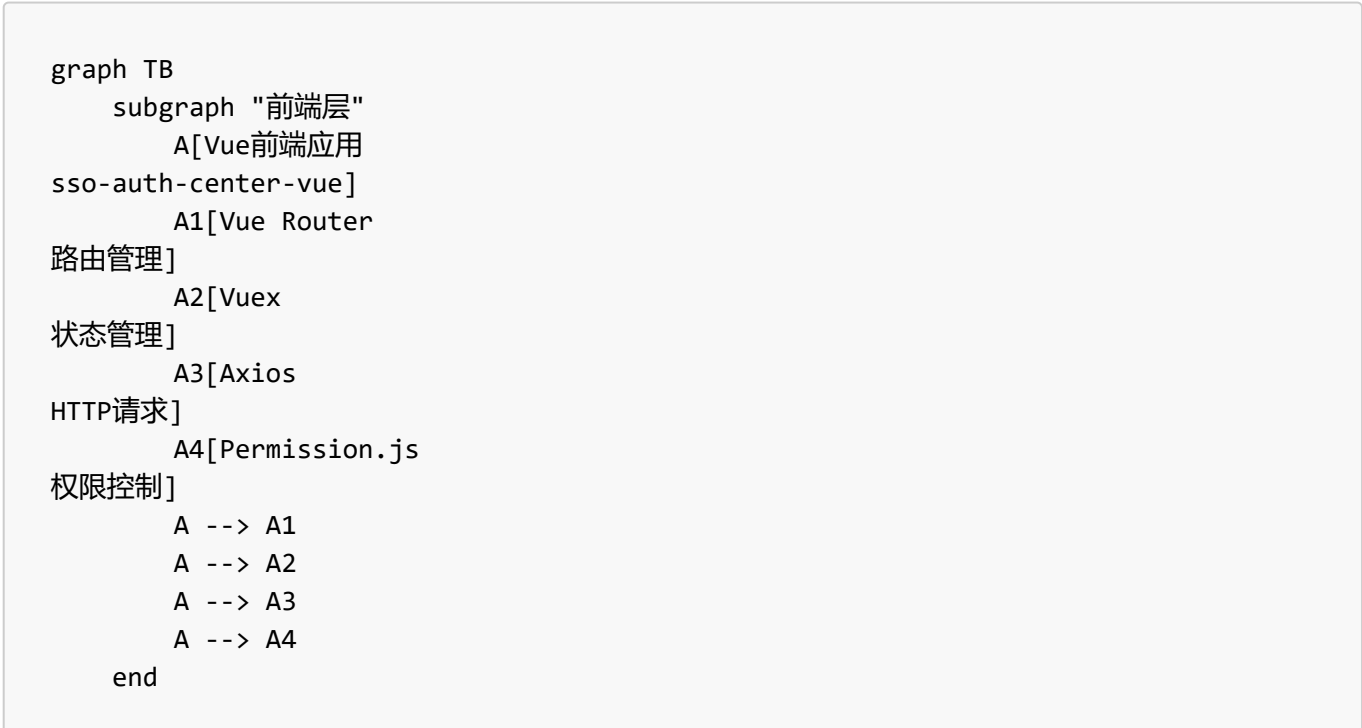 graph TB
    subgraph "前端层"
        A[Vue前端应用
sso-auth-center-vue]
        A1[Vue Router
路由管理]
        A2[Vuex
状态管理]
        A3[Axios
HTTP请求]
        A4[Permission.js
权限控制]
        A --> A1
        A --> A2
        A --> A3
        A --> A4
    end